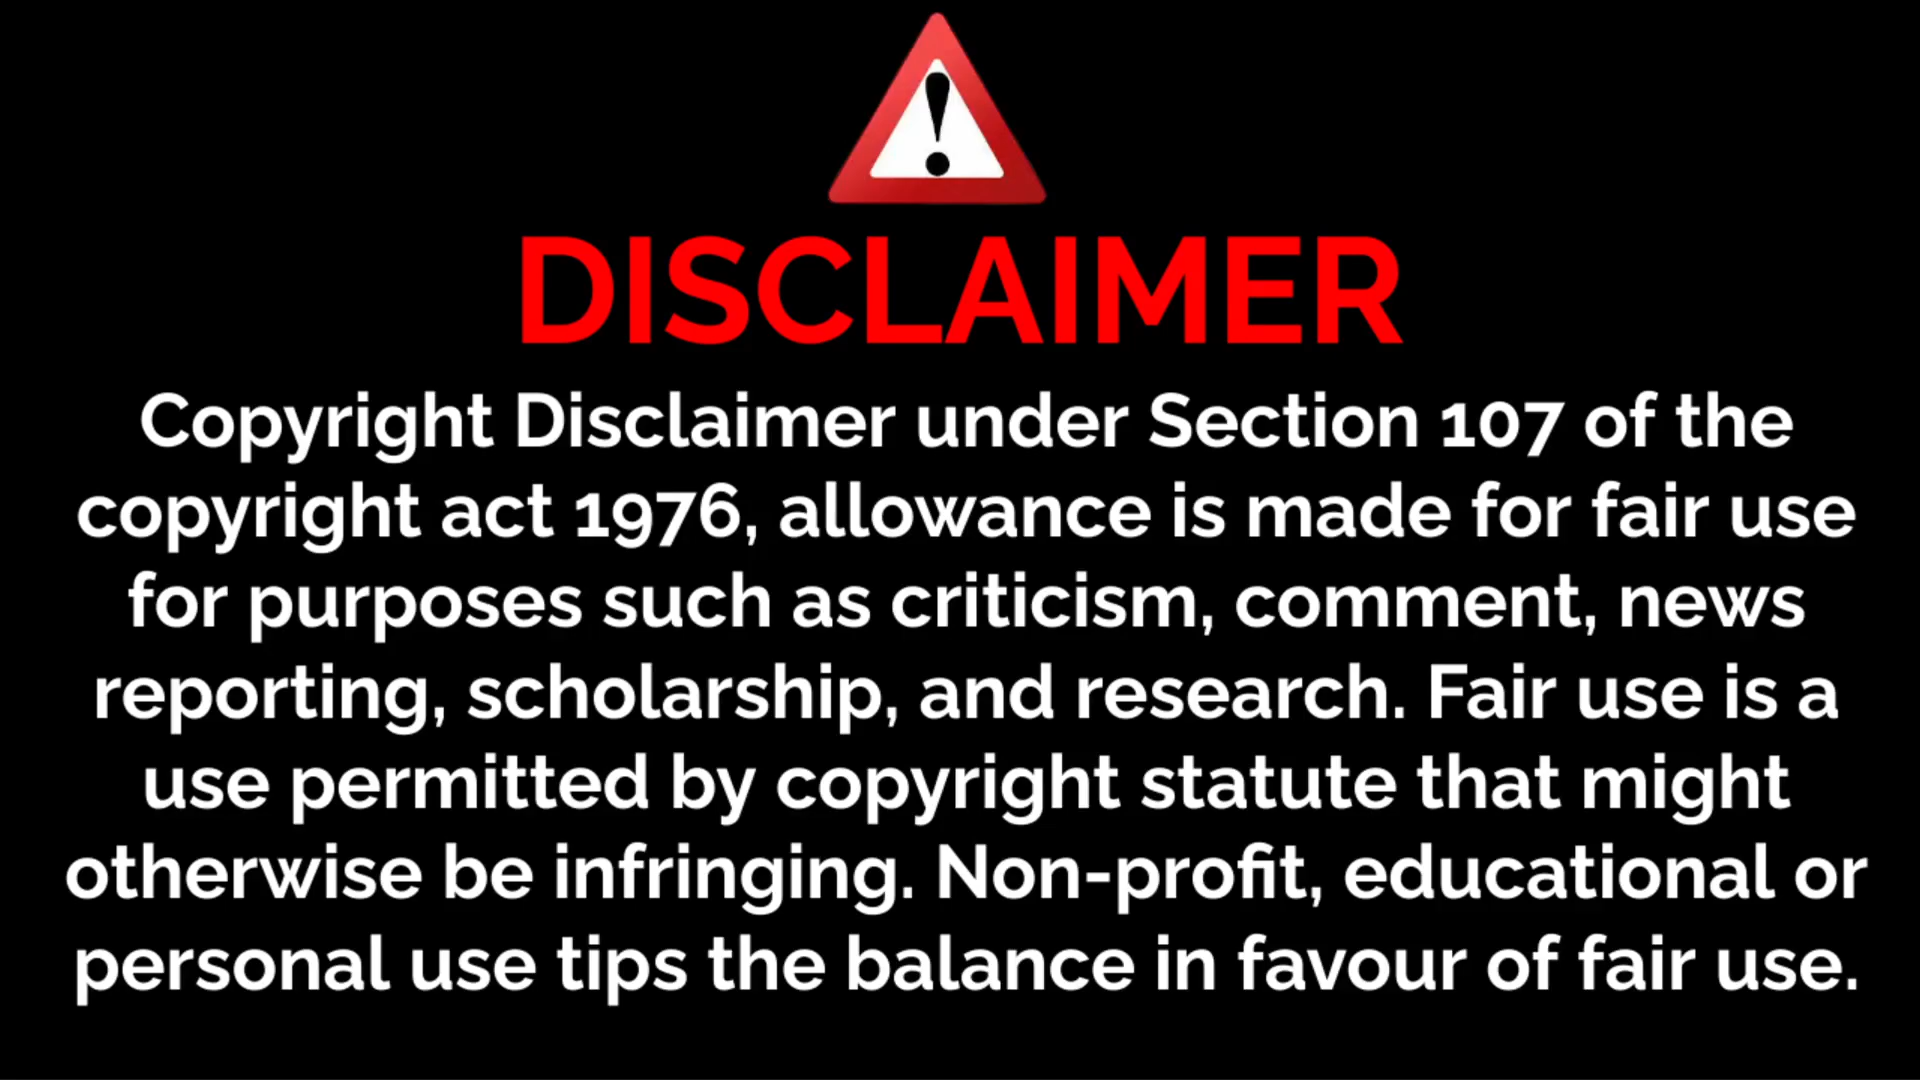 DISCLAIMER
Copyright Disclaimer under Section 107 of the
copyright act 1976, allowance is made for fair use
for purposes such as criticism, comment, news
reporting, scholarship, and research. Fair use is a
use permitted by copyright statute that might
otherwise be infringing. Non-profit, educational or
personal use tips the balance in favour of fair use.